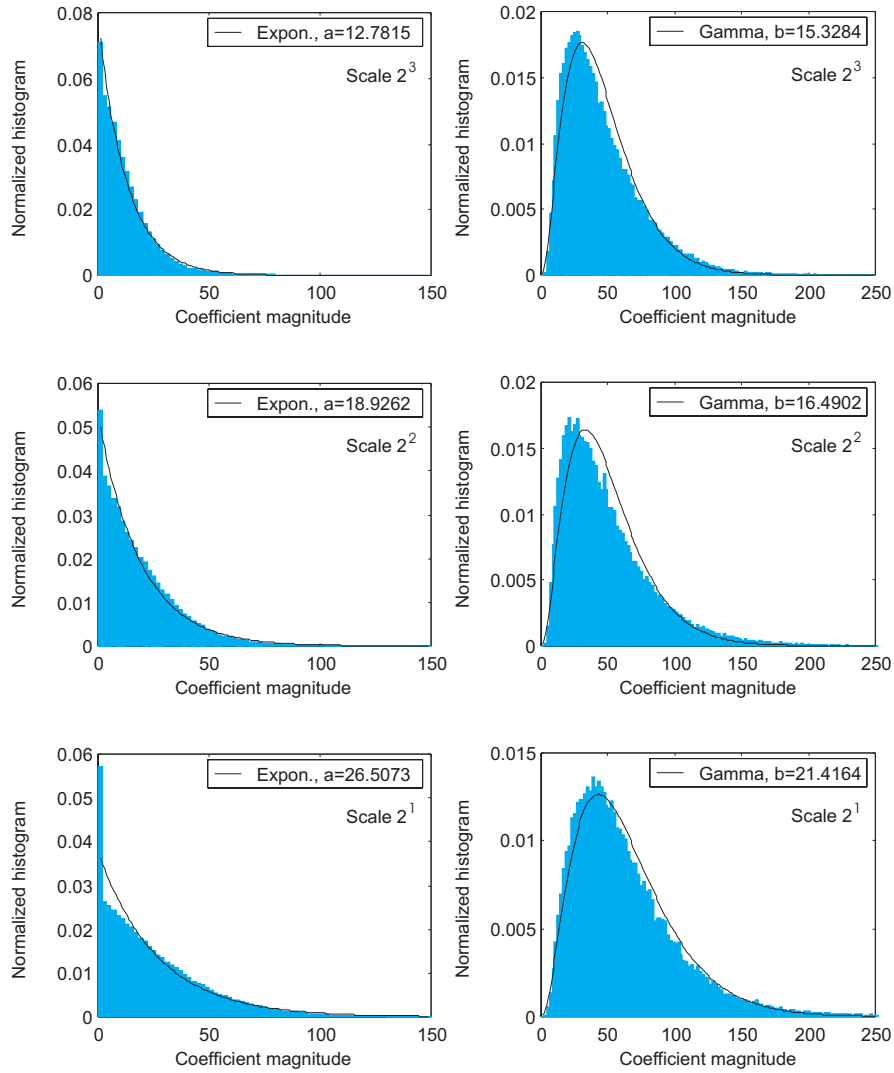 0.08
0.06
0.04
0.02
0
0
50
100
150
Normalized histogram
Coefficient magnitude
Expon., a=12.7815
Scale 2^3
0.02
0.015
0.01
0.005
0
0
50
100
150
200
250
Normalized histogram
Coefficient magnitude
Gamma, b=15.3284
Scale 2^3
0.06
0.05
0.04
0.03
0.02
0.01
0
0
50
100
150
Normalized histogram
Coefficient magnitude
Expon., a=18.9262
Scale 2^2
0.02
0.015
0.01
0.005
0
0
50
100
150
200
250
Normalized histogram
Coefficient magnitude
Gamma, b=16.4902
Scale 2^2
0.06
0.05
0.04
0.03
0.02
0.01
0
0
50
100
150
Normalized histogram
Coefficient magnitude
Expon., a=26.5073
Scale 2^1
0.015
0.01
0.005
0
0
50
100
150
200
250
Normalized histogram
Coefficient magnitude
Gamma, b=21.4164
Scale 2^1